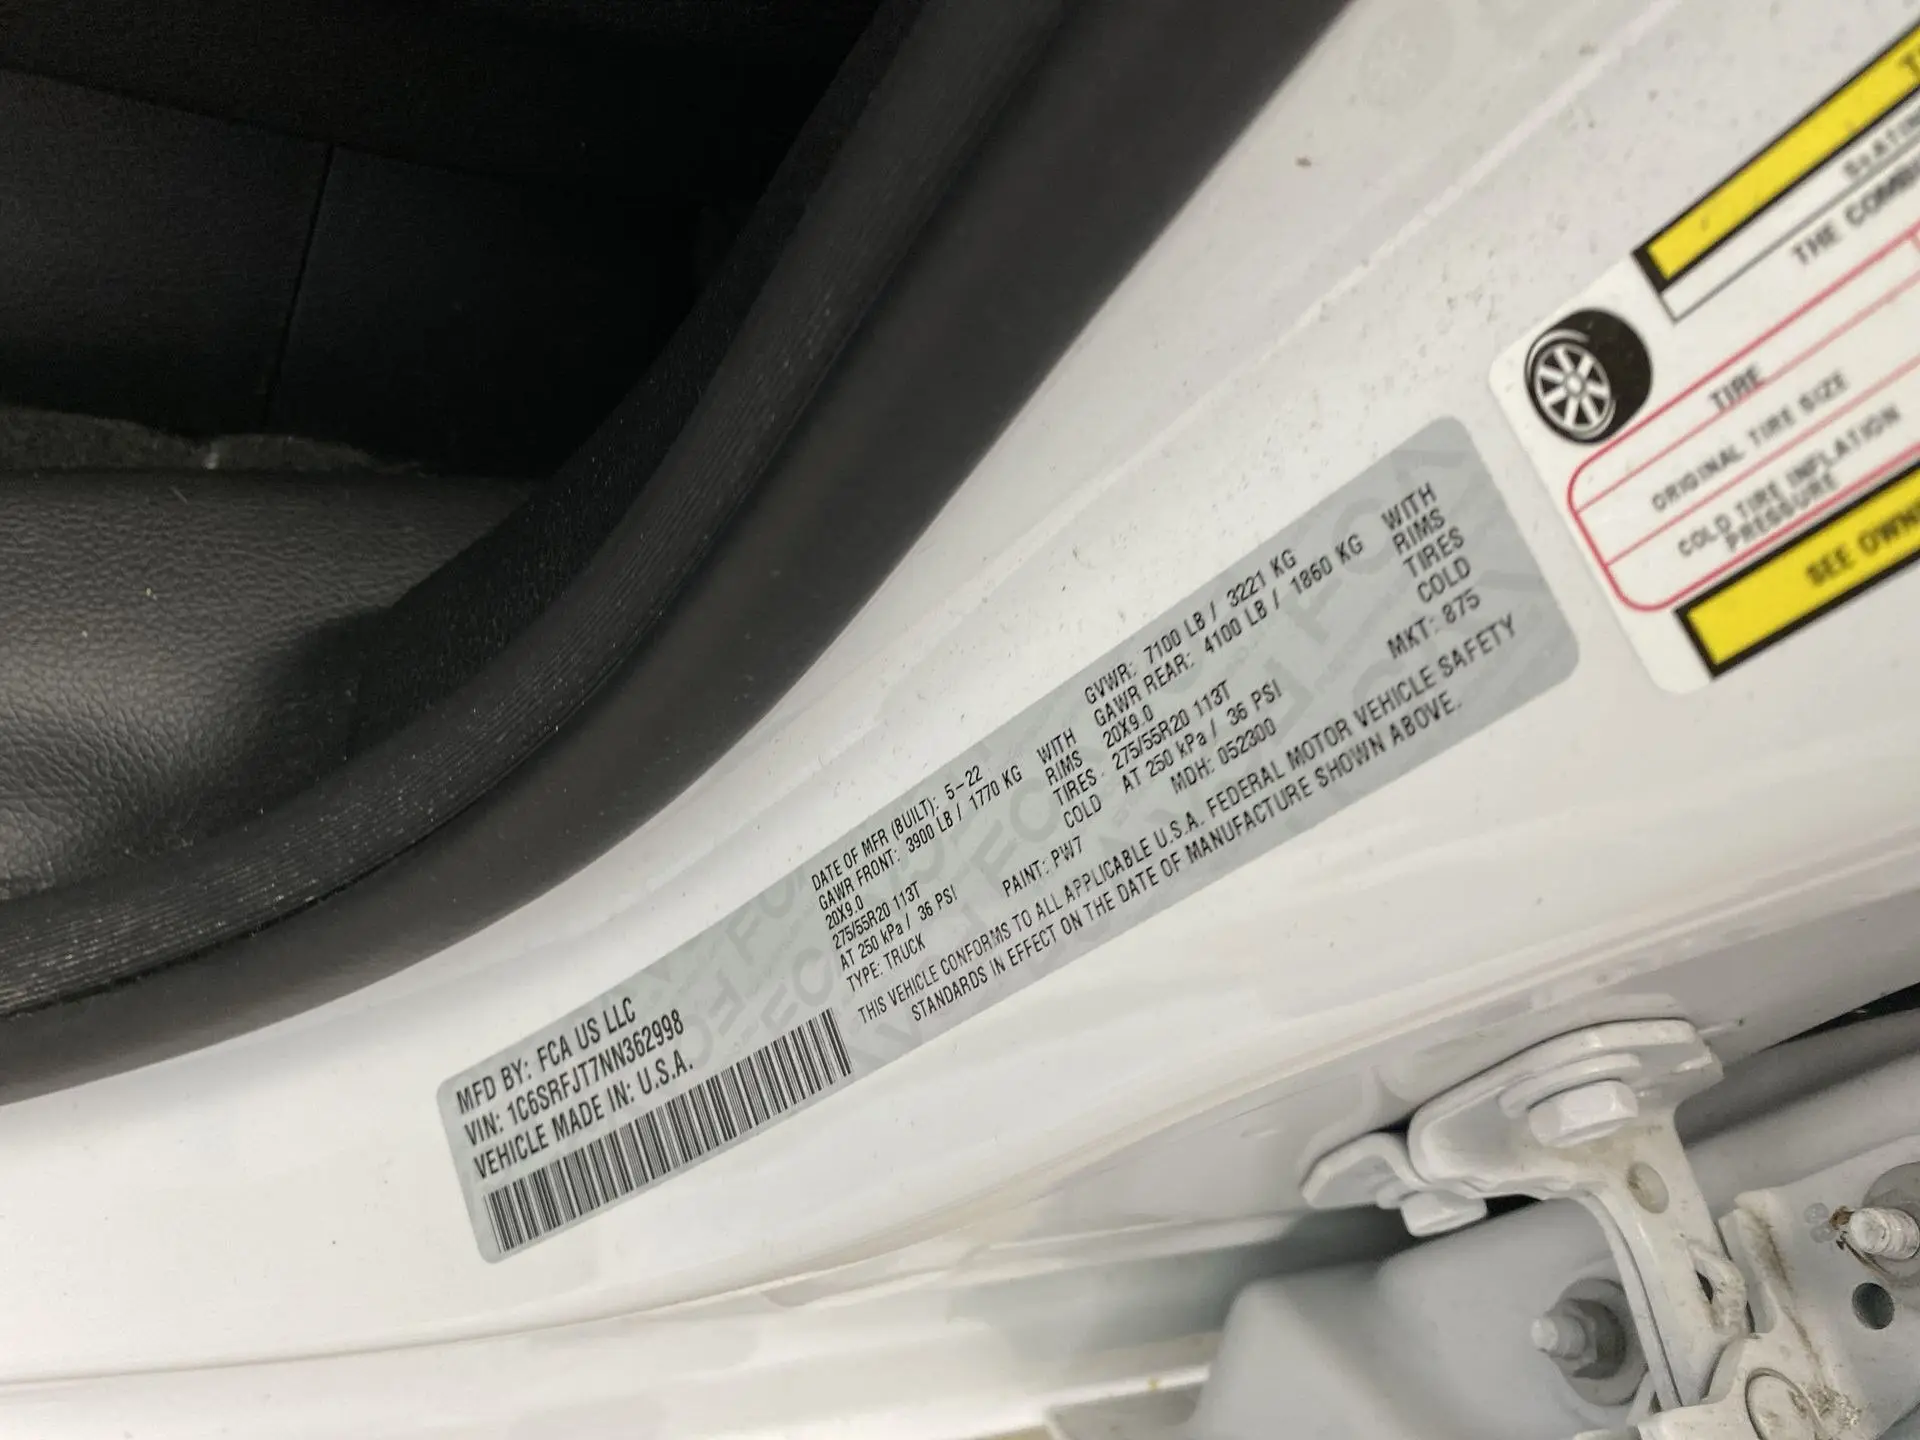 MFD BY: FCA US LLC
VIN: 1C6SRFJT7NN362998
VEHICLE MADE IN: U.S.A.
DATE OF MFR (BUILT): 5-22
GVWR: 7100 LB / 3221 KG
GAWR FRONT: 3900 LB / 1770 KG WITH
GAWR REAR: 4100 LB / 1860 KG WITH
20X9.0 RIMS
20X9.0 RIMS
275/55R20 113T TIRES
275/55R20 113T TIRES
AT 250 kPa / 36 PSI COLD
AT 250 kPa / 36 PSI COLD
TYPE: TRUCK PAINT: PW7 MDH: 052300 MKT: 875
THIS VEHICLE CONFORMS TO ALL APPLICABLE U.S.A. FEDERAL MOTOR VEHICLE SAFETY
STANDARDS IN EFFECT ON THE DATE OF MANUFACTURE SHOWN ABOVE.
THE
TIRE
ORIGINAL TIRE SIZE
COLD TIRE INFLATION
PRESSURE
SEE